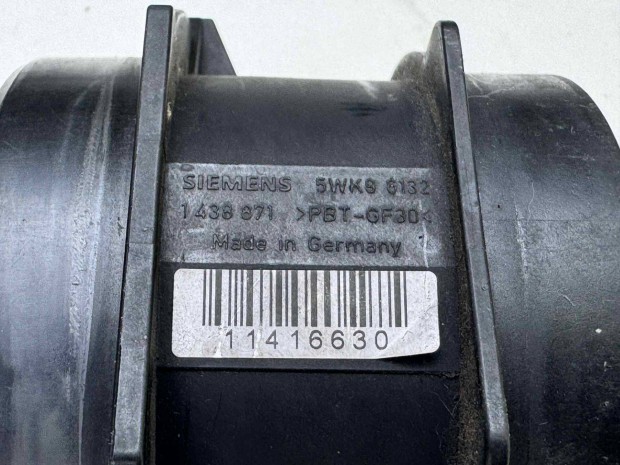 SIEMENS 5WK9 6132
1 438 871 >PBT-GF30<
Made in Germany
11416630